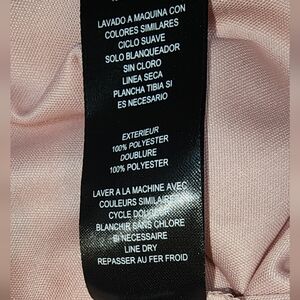 LAVADO A MAQUINA CON
COLORES SIMILARES
CICLO SUAVE
SOLO BLANQUEADOR
SIN CLORO
LINEA SECA
PLANCHA TIBIA SI
ES NECESARIO
EXTERIEUR
100% POLYESTER
DOUBLURE
100% POLYESTER
LAVER A LA MACHINE AVEC
COULEURS SIMILAIRES
CYCLE DOUX
BLANCHIR SANS CHLORE
SI NECESSAIRE
LINE DRY
REPASSER AU FER FROID